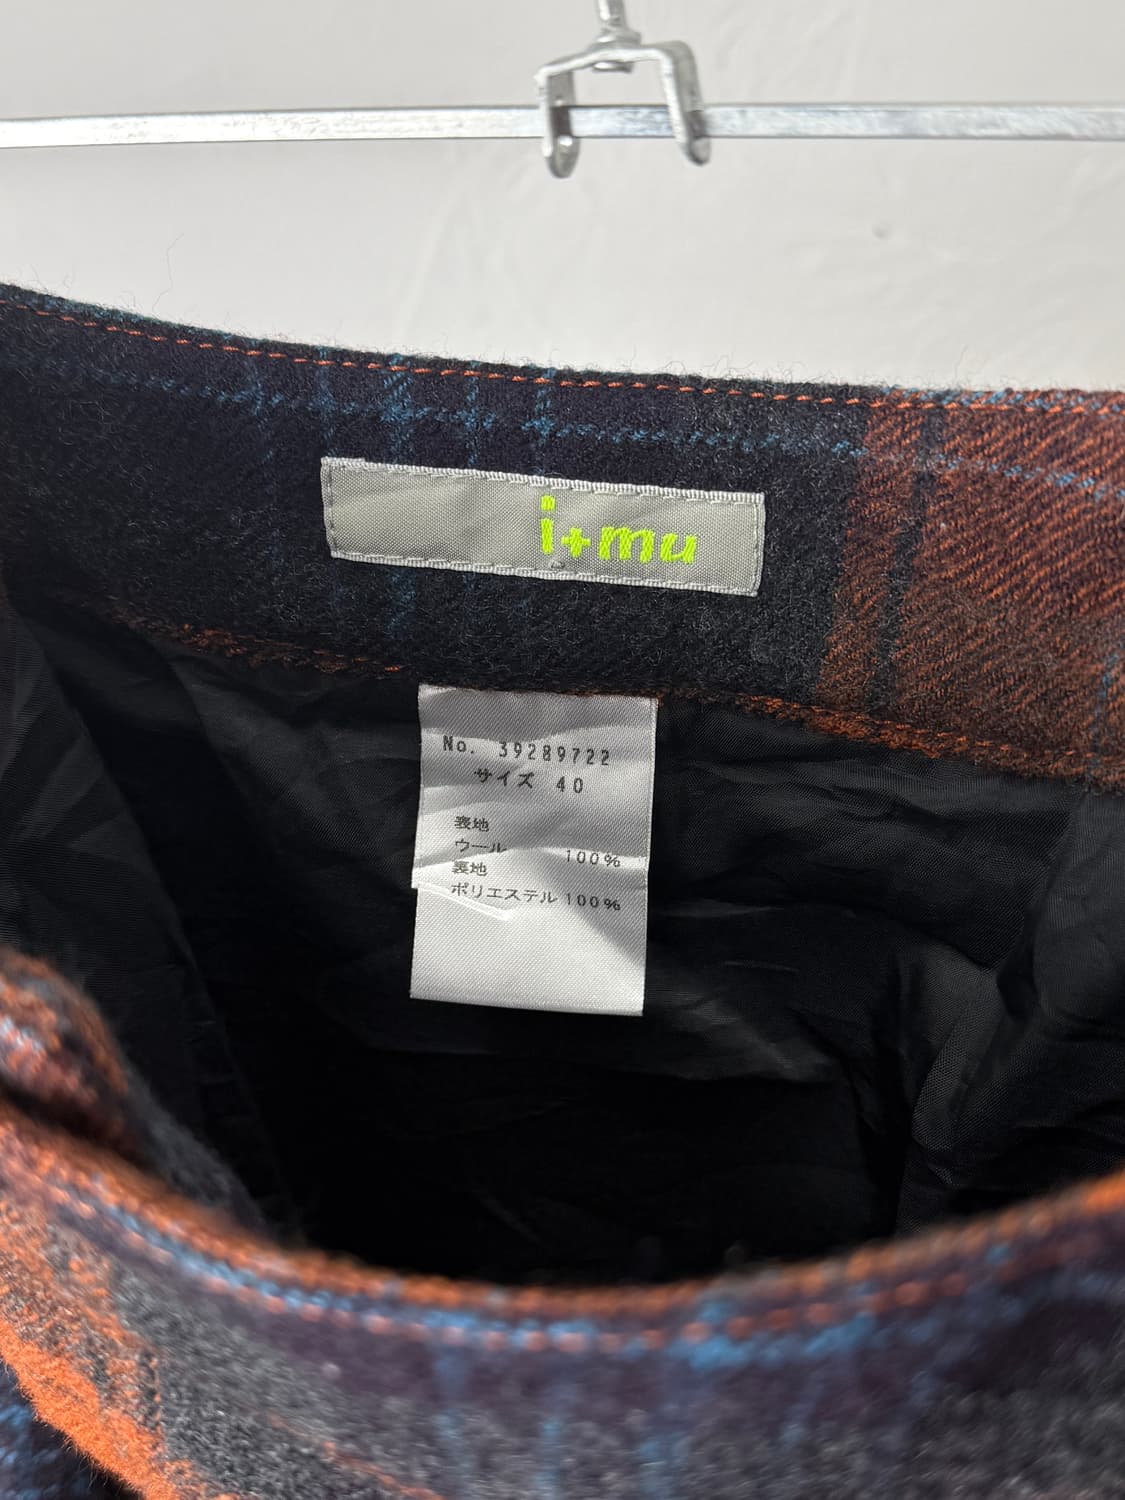 i+mu
No. 39289722
サイズ 40
表地
ウール 100%
裏地
ポリエステル 100%